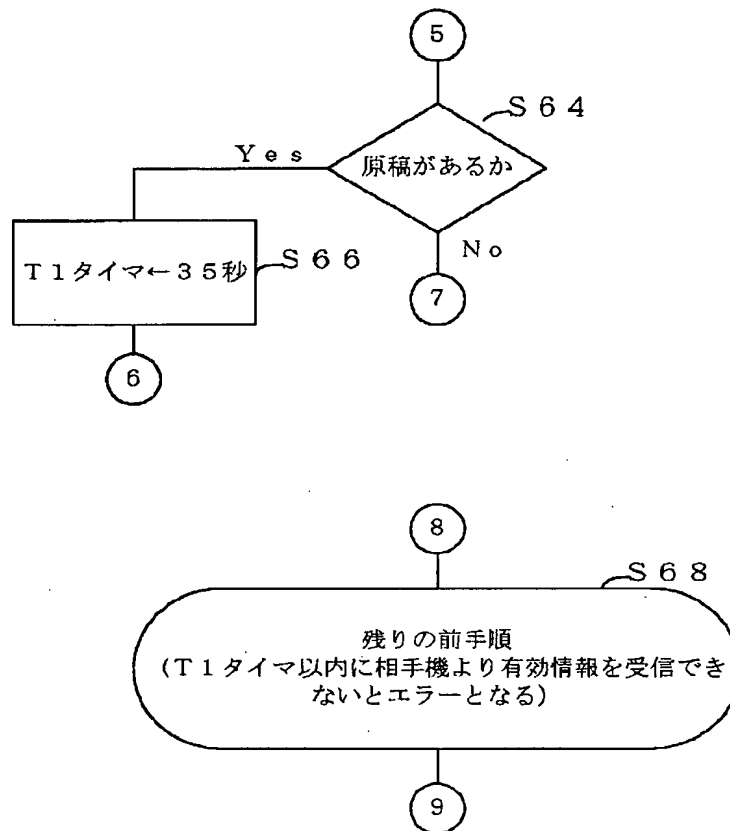 5
S64
原稿があるか
Yes
No
T1タイマ←35秒
S66
7
6
8
S68
残りの前手順
(T1タイマ以内に相手機より有効情報を受信でき
ないとエラーとなる)
9